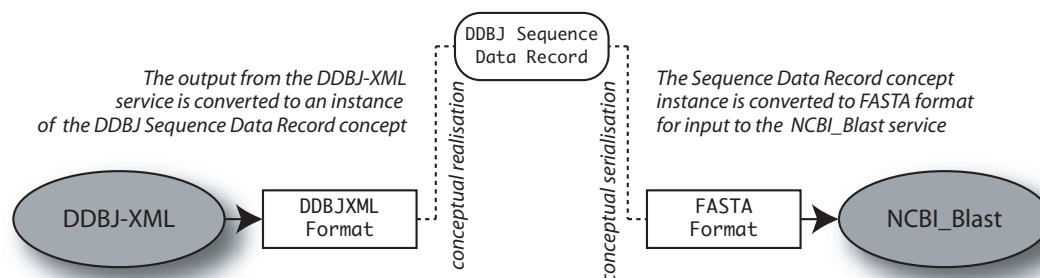 DDBJ Sequence
Data Record
The output from the DDBJ-XML
service is converted to an instance
of the DDBJ Sequence Data Record concept
conceptual realisation
conceptual serialisation
The Sequence Data Record concept
instance is converted to FASTA format
for input to the NCBI_Blast service
DDBJ-XML
DDBJXML
Format
FASTA
Format
NCBI_Blast